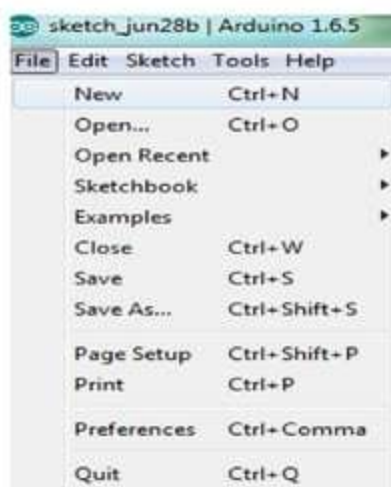 sketch_jun28b | Arduino 1.6.5
File Edit Sketch Tools Help
New Ctrl+N
Open... Ctrl+O
Open Recent
Sketchbook
Examples
Close Ctrl+W
Save Ctrl+S
Save As... Ctrl+Shift+S
Page Setup Ctrl+Shift+P
Print Ctrl+P
Preferences Ctrl+Comma
Quit Ctrl+Q